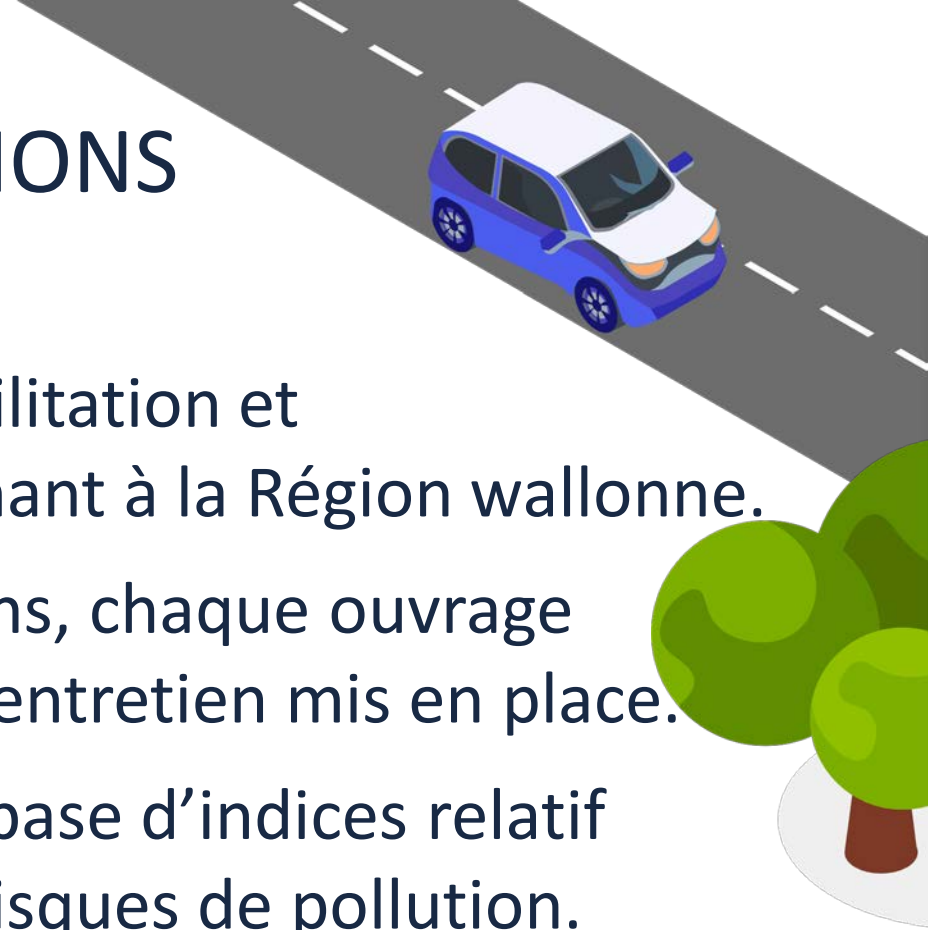 IONS
ilitation et
nant à la Région wallonne.
ns, chaque ouvrage
entretien mis en place.
base d’indices relatif
isques de pollution.